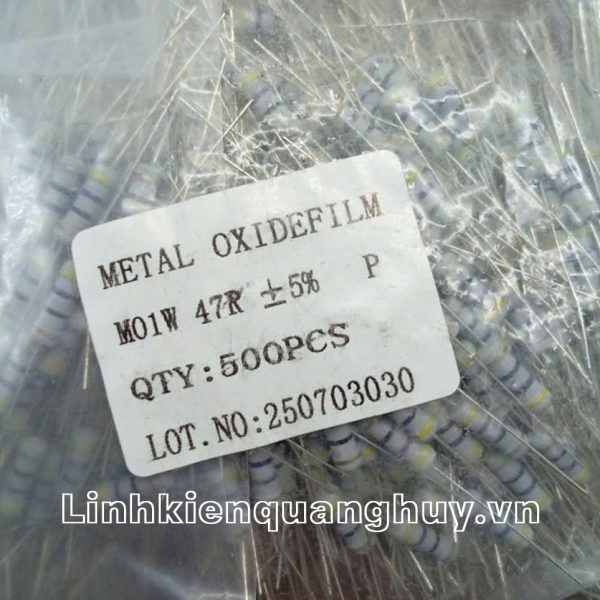 METAL OXIDEFILM
MO1W 47R ±5% P
QTY:500PCS
LOT.NO:250703030
Linhkienquanghuy.vn